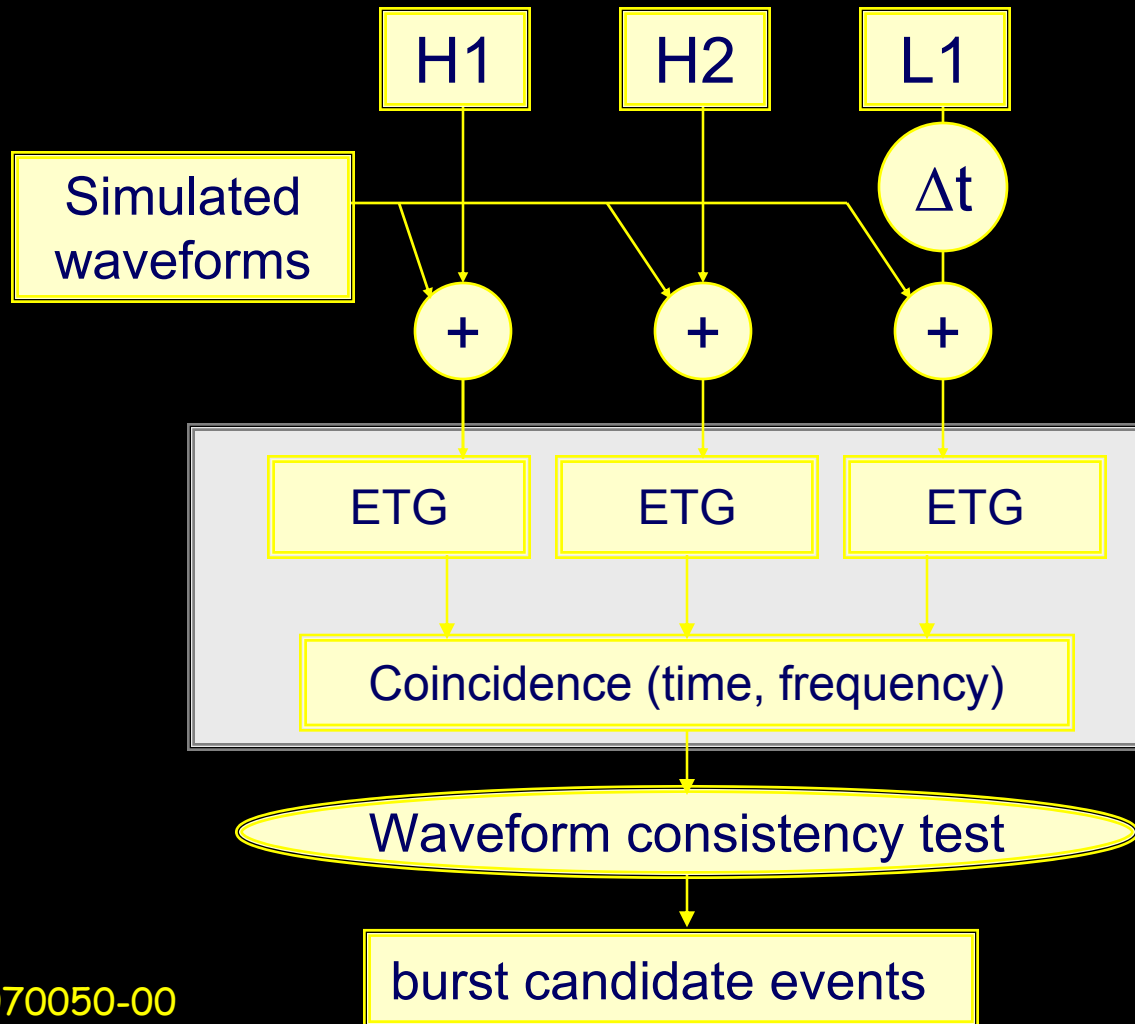 H1
H2
L1
Δt
Simulated
waveforms
+
+
+
ETG
ETG
ETG
Coincidence (time, frequency)
Waveform consistency test
burst candidate events
70050-00